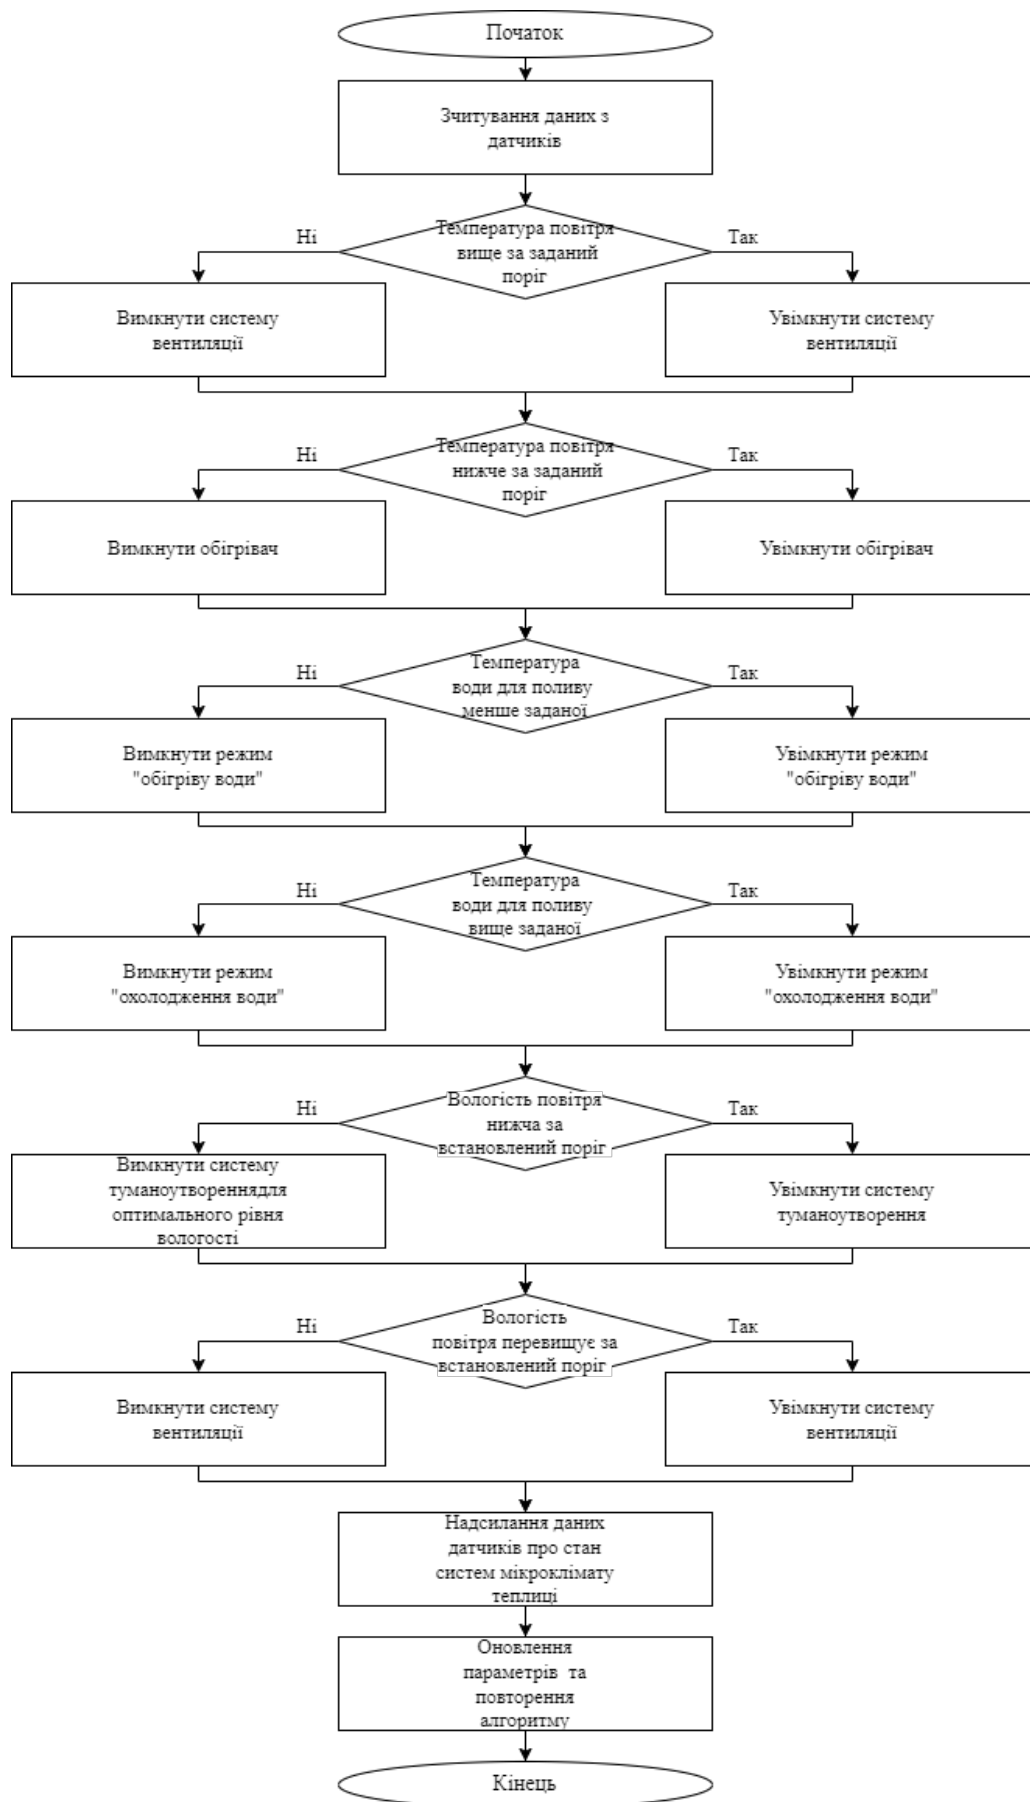 Початок
Зчитування даних з
датчиків
Ні
Температура повітря
вище за заданий
поріг
Так
Вимкнути систему
вентиляції
Увімкнути систему
вентиляції
Ні
Температура повітря
нижче за заданий
поріг
Так
Вимкнути обігрівач
Увімкнути обігрівач
Ні
Температура
води для поливу
менше заданої
Так
Вимкнути режим
"обігріву води"
Увімкнути режим
"обігріву води"
Ні
Температура
води для поливу
вище заданої
Так
Вимкнути режим
"охолодження води"
Увімкнути режим
"охолодження води"
Ні
Вологість повітря
нижча за
встановлений поріг
Так
Вимкнути систему
туманоутвореннядля
оптимального рівня
вологості
Увімкнути систему
туманоутворення
Ні
Вологість
повітря перевищує за
встановлений поріг
Так
Вимкнути систему
вентиляції
Увімкнути систему
вентиляції
Надсилання даних
датчиків про стан
систем мікроклімату
теплиці
Оновлення
параметрів та
повторення
алгоритму
Кінець